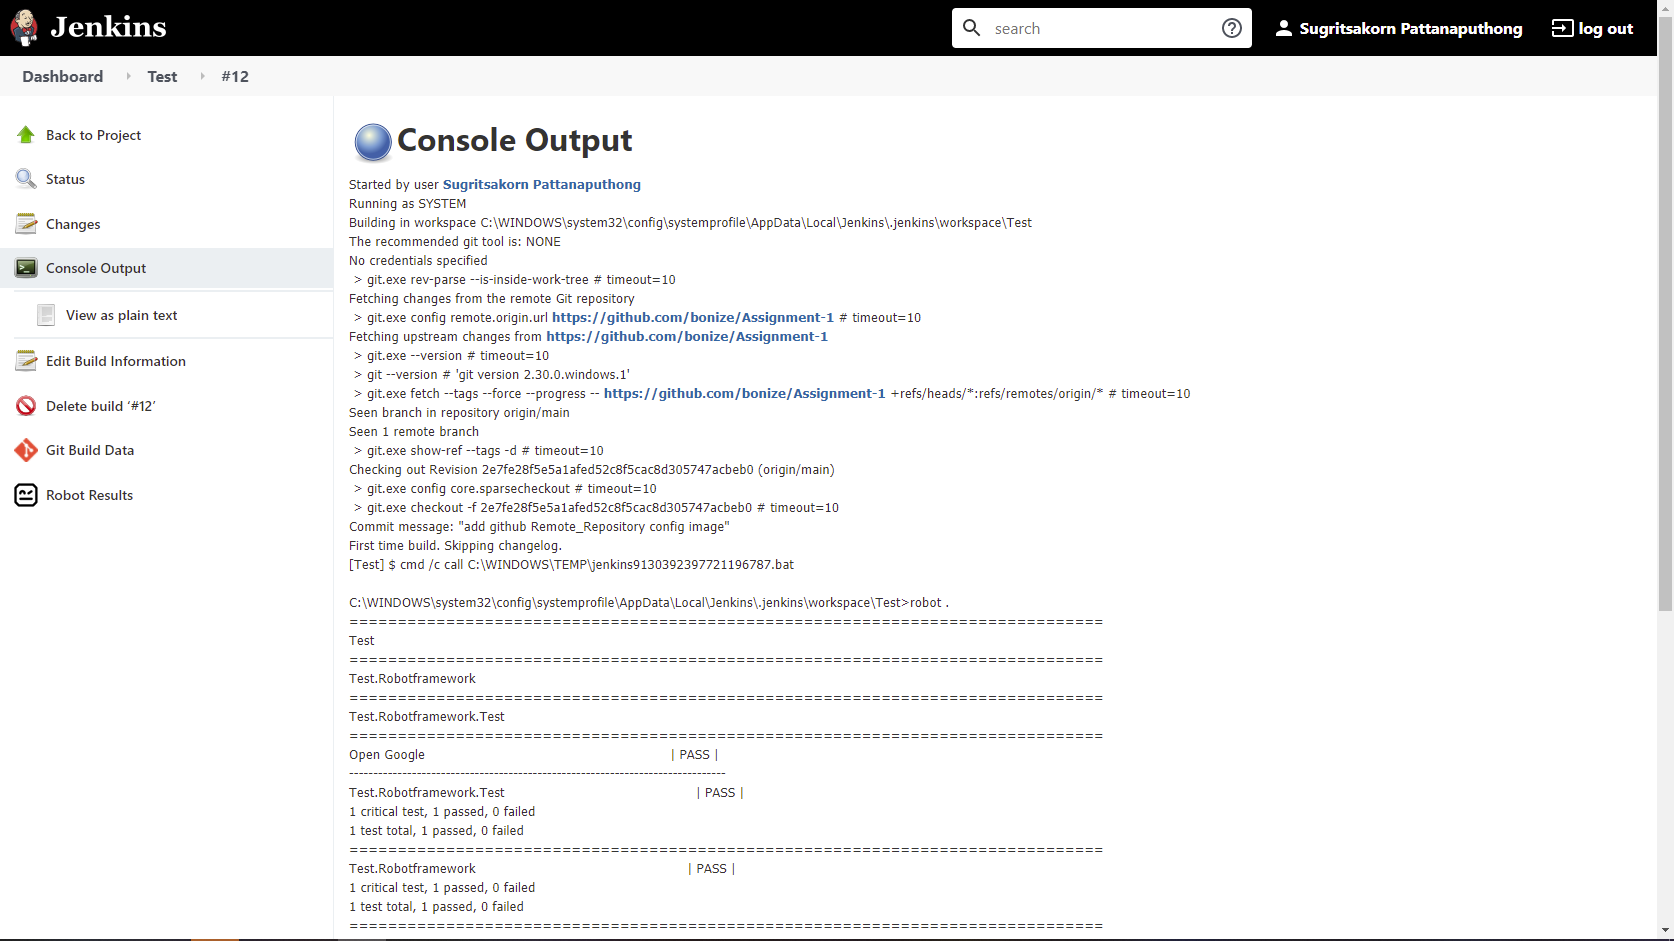 Jenkins
search
Sugritsakorn Pattanaputhong
log out
Dashboard Test #12
Back to Project
Status
Changes
Console Output
View as plain text
Edit Build Information
Delete build ‘#12’
Git Build Data
Robot Results
Console Output
Started by user Sugritsakorn Pattanaputhong
Running as SYSTEM
Building in workspace C:\WINDOWS\system32\config\systemprofile\AppData\Local\Jenkins\.jenkins\workspace\Test
The recommended git tool is: NONE
No credentials specified
> git.exe rev-parse --is-inside-work-tree # timeout=10
Fetching changes from the remote Git repository
> git.exe config remote.origin.url https://github.com/bonize/Assignment-1 # timeout=10
Fetching upstream changes from https://github.com/bonize/Assignment-1
> git.exe --version # timeout=10
> git --version # 'git version 2.30.0.windows.1'
> git.exe fetch --tags --force --progress -- https://github.com/bonize/Assignment-1 +refs/heads/*:refs/remotes/origin/* # timeout=10
Seen branch in repository origin/main
Seen 1 remote branch
> git.exe show-ref --tags -d # timeout=10
Checking out Revision 2e7fe28f5e5a1afed52c8f5cac8d305747acbeb0 (origin/main)
> git.exe config core.sparsecheckout # timeout=10
> git.exe checkout -f 2e7fe28f5e5a1afed52c8f5cac8d305747acbeb0 # timeout=10
Commit message: "add github Remote_Repository config image"
First time build. Skipping changelog.
[Test] $ cmd /c call C:\WINDOWS\TEMP\jenkins9130392397721196787.bat
C:\WINDOWS\system32\config\systemprofile\AppData\Local\Jenkins\.jenkins\workspace\Test>robot .
==============================================================================
Test
==============================================================================
Test.Robotframework
==============================================================================
Test.Robotframework.Test
==============================================================================
Open Google | PASS |
------------------------------------------------------------------------------
Test.Robotframework.Test | PASS |
1 critical test, 1 passed, 0 failed
1 test total, 1 passed, 0 failed
==============================================================================
Test.Robotframework | PASS |
1 critical test, 1 passed, 0 failed
1 test total, 1 passed, 0 failed
==============================================================================